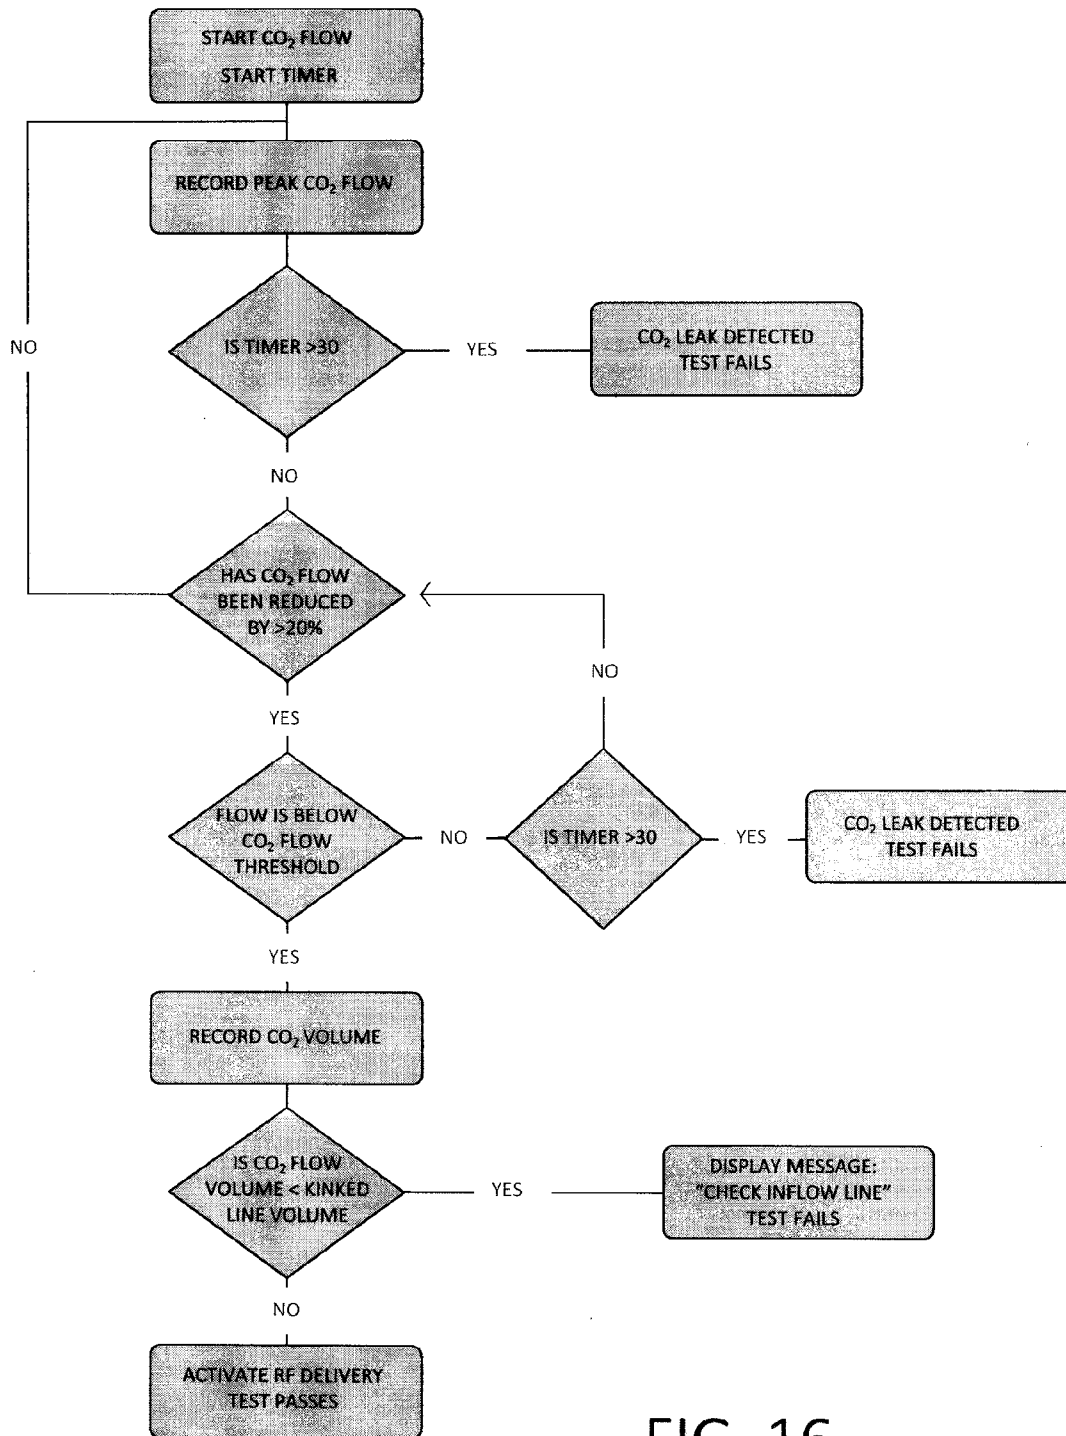 START CO₂ FLOW
START TIMER
RECORD PEAK CO₂ FLOW
IS TIMER >30
YES
CO₂ LEAK DETECTED
TEST FAILS
NO
NO
HAS CO₂ FLOW
BEEN REDUCED
BY >20%
NO
YES
FLOW IS BELOW
CO₂ FLOW
THRESHOLD
NO
IS TIMER >30
YES
CO₂ LEAK DETECTED
TEST FAILS
YES
RECORD CO₂ VOLUME
IS CO₂ FLOW
VOLUME < KINKED
LINE VOLUME
YES
DISPLAY MESSAGE:
"CHECK INFLOW LINE"
TEST FAILS
NO
ACTIVATE RF DELIVERY
TEST PASSES
FIG. 16